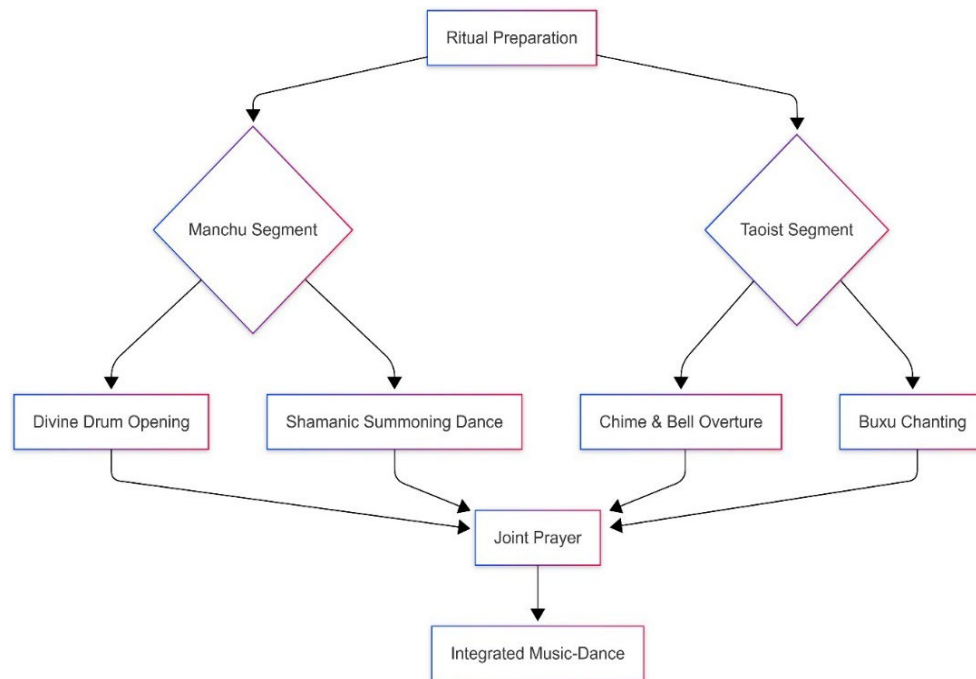 Ritual Preparation
Manchu Segment
Taoist Segment
Divine Drum Opening
Shamanic Summoning Dance
Chime & Bell Overture
Buxu Chanting
Joint Prayer
Integrated Music-Dance